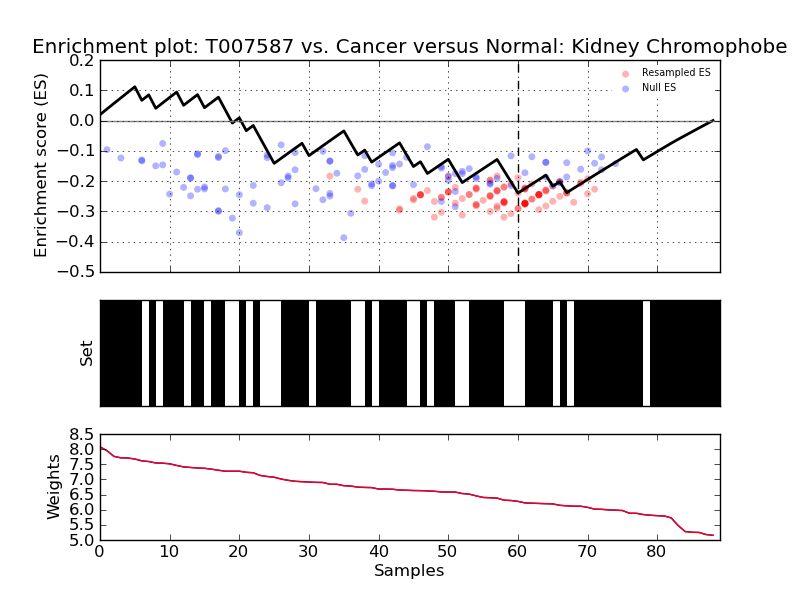 Enrichment plot: T007587 vs. Cancer versus Normal: Kidney Chromophobe
Enrichment score (ES)
0.2
0.1
0.0
−0.1
−0.2
−0.3
−0.4
−0.5
Resampled ES
Null ES
Set
Weights
8.5
8.0
7.5
7.0
6.5
6.0
5.5
5.0
0 10 20 30 40 50 60 70 80
Samples